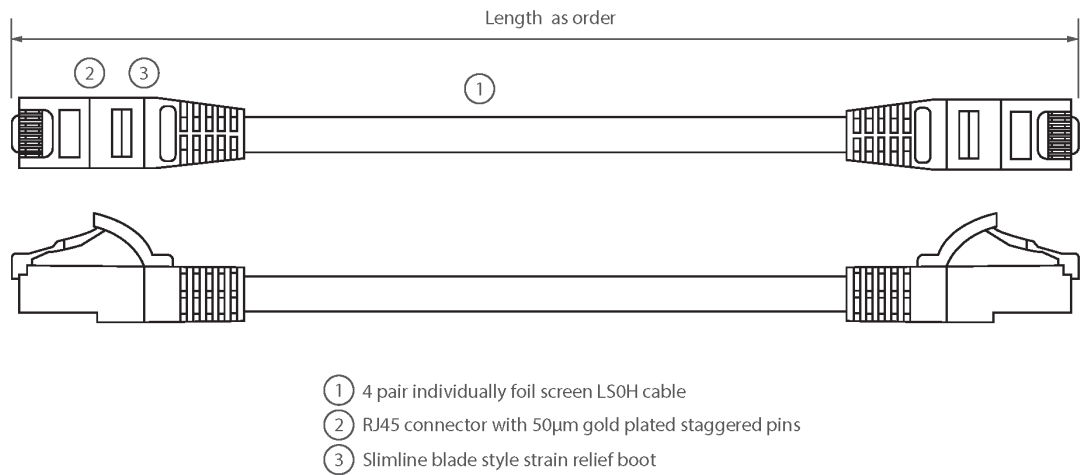 Length as order
2 3 1
1 4 pair individually foil screen LS0H cable
2 RJ45 connector with 50µm gold plated staggered pins
3 Slimline blade style strain relief boot